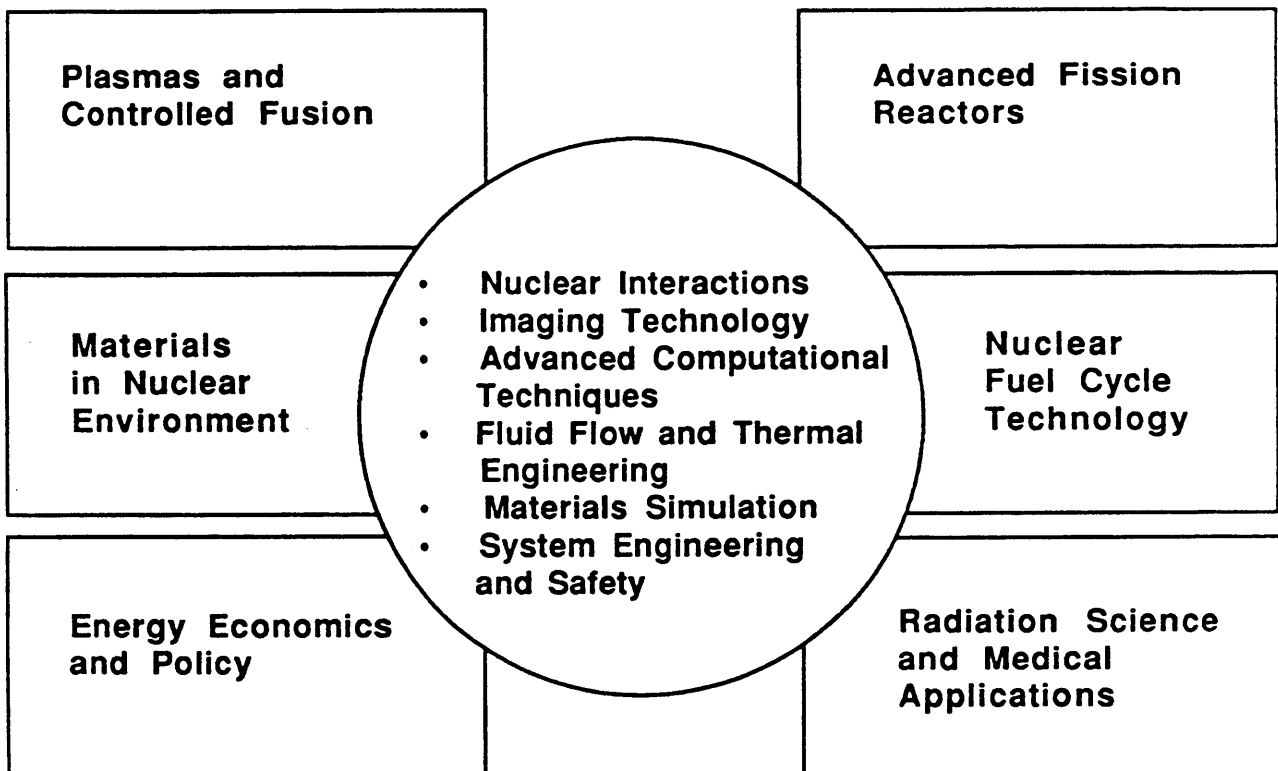 Plasmas and
Controlled Fusion
Advanced Fission
Reactors
Materials
in Nuclear
Environment
• Nuclear Interactions
• Imaging Technology
• Advanced Computational
Techniques
• Fluid Flow and Thermal
Engineering
• Materials Simulation
• System Engineering
and Safety
Nuclear
Fuel Cycle
Technology
Energy Economics
and Policy
Radiation Science
and Medical
Applications